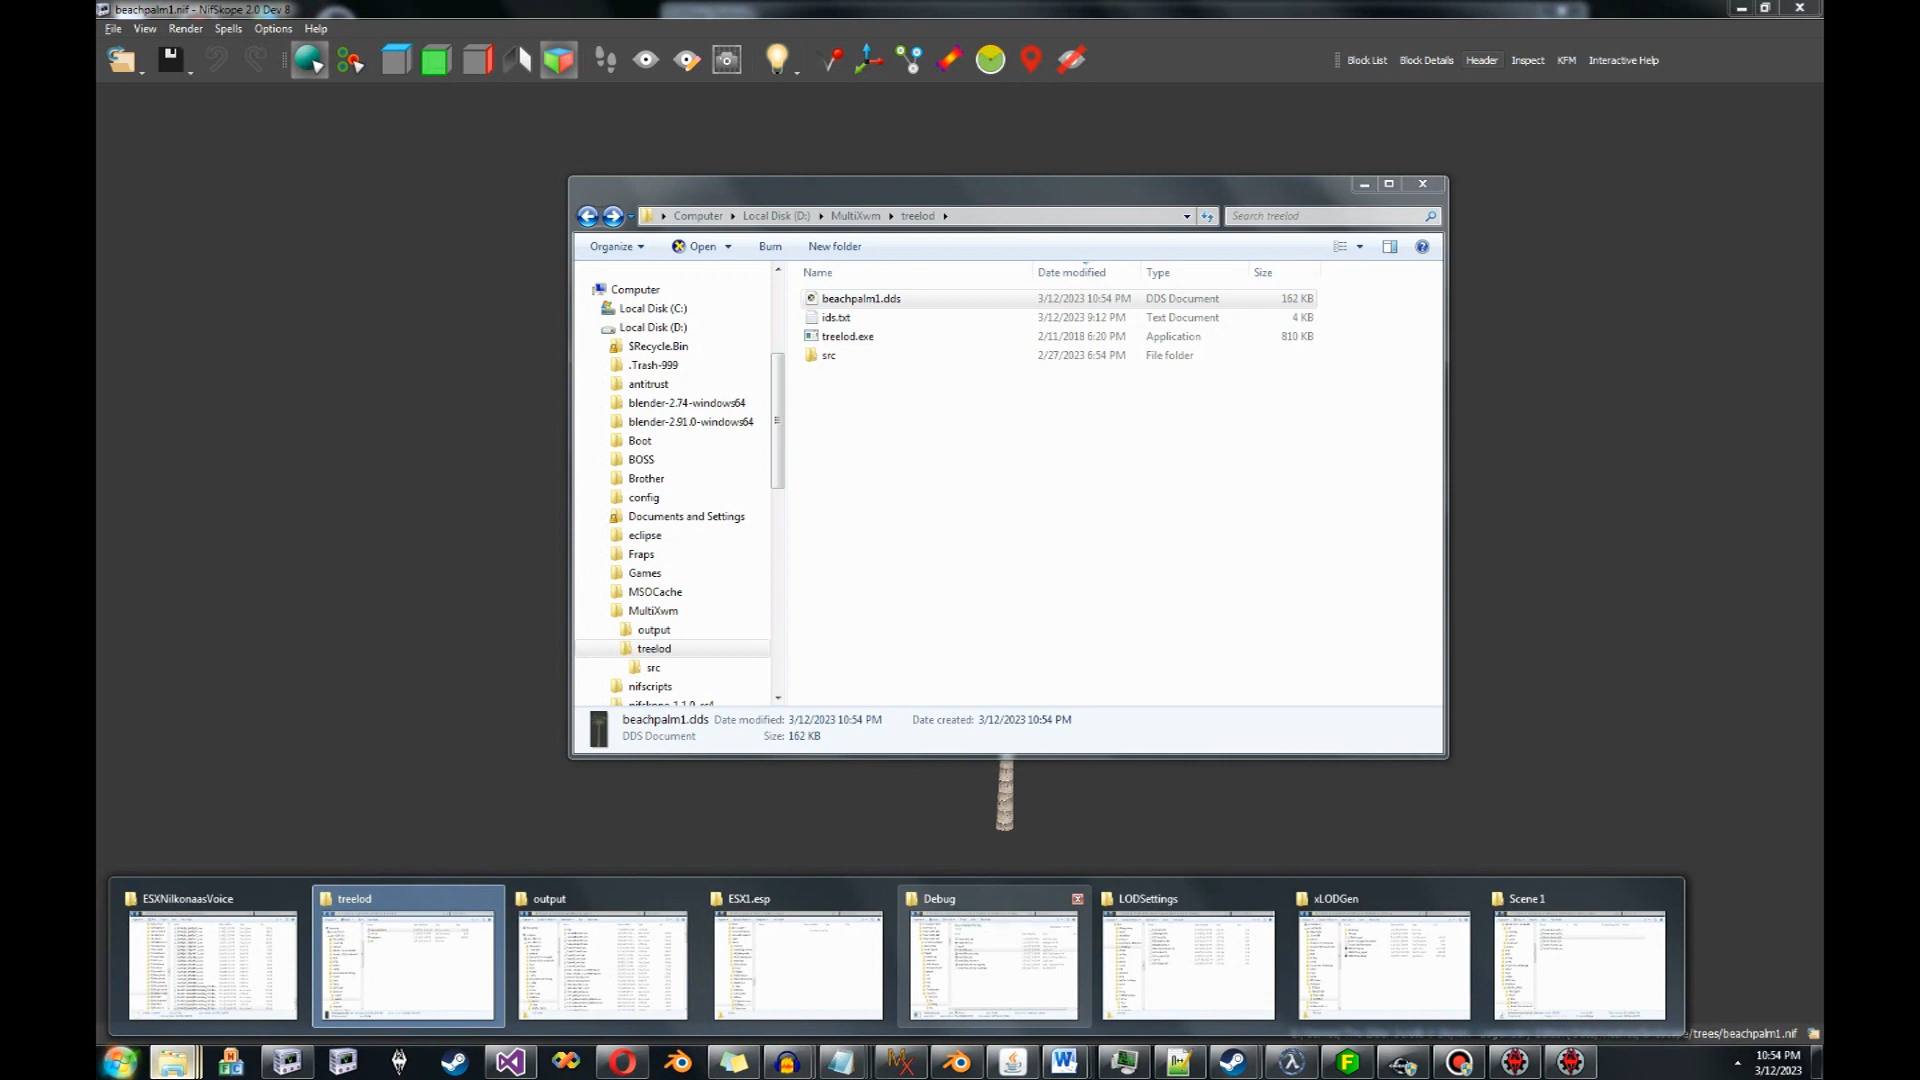 beachpalm1.nif - NifSkope 2.0 Dev 8
File View Render Spells Options Help
Block List Block Details Header Inspect KFM Interactive Help
Computer Local Disk (D:) MultiXwm treelod
Search treelod
Organize Open Burn New folder
Name Date modified Type Size
Computer
Local Disk (C:)
Local Disk (D:)
$Recycle.Bin
.Trash-999
antitrust
blender-2.74-windows64
blender-2.91.0-windows64
Boot
BOSS
Brother
config
Documents and Settings
eclipse
Fraps
Games
MSOCache
MultiXwm
output
treelod
src
nifscripts
beachpalm1.dds 3/12/2023 10:54 PM DDS Document 162 KB
ids.txt 3/12/2023 9:12 PM Text Document 4 KB
treelod.exe 2/11/2018 6:20 PM Application 810 KB
src 2/27/2023 6:54 PM File folder
beachpalm1.dds Date modified: 3/12/2023 10:54 PM Date created: 3/12/2023 10:54 PM
DDS Document Size: 162 KB
ESXNilkonaasVoice treelod output ESX1.esp Debug LODSettings xLODGen Scene 1
e/trees/beachpalm1.nif
10:54 PM
3/12/2023